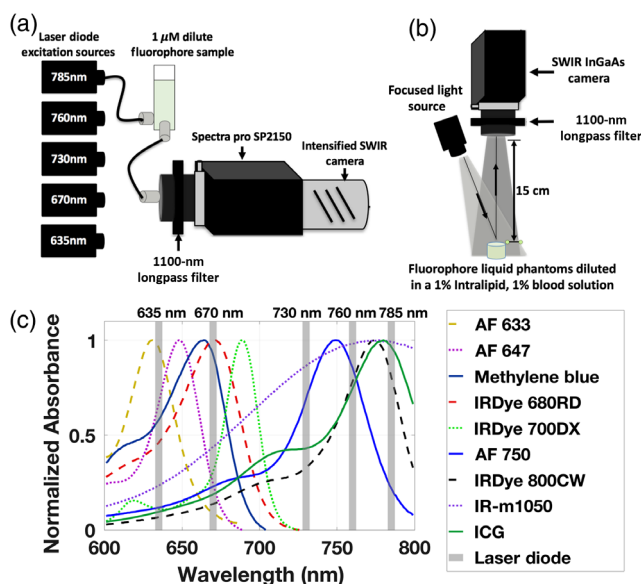 (a)
Laser diode
excitation sources
1 μM dilute
fluorophore sample
785nm
760nm
730nm
670nm
635nm
Spectra pro SP2150
Intensified SWIR
camera
1100-nm
longpass filter
(b)
SWIR InGaAs
camera
Focused light
source
1100-nm
longpass filter
15 cm
Fluorophore liquid phantoms diluted
in a 1% Intralipid, 1% blood solution
(c)
635 nm 670 nm 730 nm 760 nm 785 nm
Normalized Absorbance
1
0.5
0
600 650 700 750 800
Wavelength (nm)
AF 633
AF 647
Methylene blue
IRDye 680RD
IRDye 700DX
AF 750
IRDye 800CW
IR-m1050
ICG
Laser diode